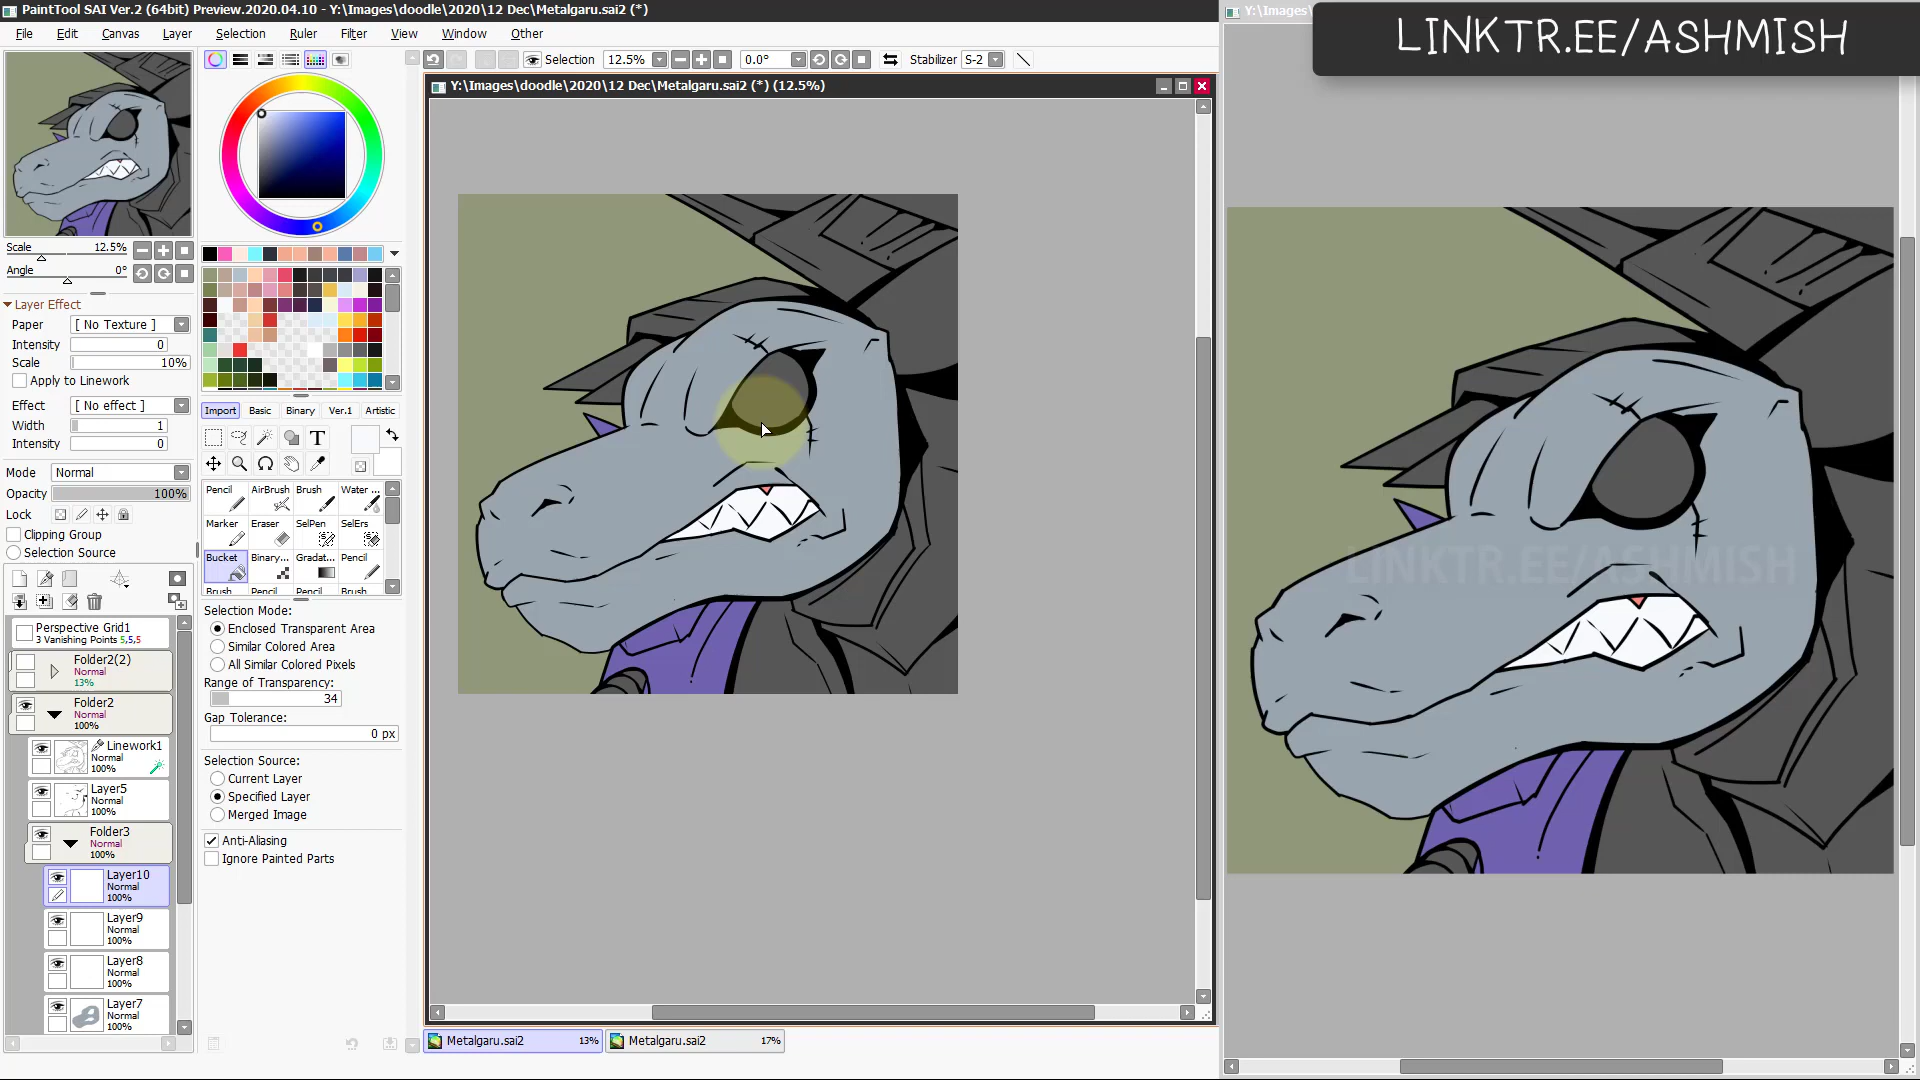 PaintTool SAI Ver.2 (64bit) Preview.2020.04.10 - Y:\Images\doodle\2020\12 Dec\Metalgaru.sai2 (*)
Y:\Images\
LINKTR.EE/ASHMISH
File Edit Canvas Layer Selection Ruler Filter View Window Other
Selection 12.5% 0.0° Stabilizer S-2
Y:\Images\doodle\2020\12 Dec\Metalgaru.sai2 (*) (12.5%)
Scale 12.5%
Angle 0°
Layer Effect
Paper [ No Texture ]
Intensity 0
Scale 10%
Apply to Linework
Effect [ No effect ]
Width 1
Intensity 0
Mode Normal
Opacity 100%
Lock
Clipping Group
Selection Source
Perspective Grid1
3 Vanishing Points 5,5,5
Folder2(2)
Normal
13%
Folder2
Normal
100%
Linework1
Normal
100%
Layer5
Normal
100%
Folder3
Normal
100%
Layer10
Normal
100%
Layer9
Normal
100%
Layer8
Normal
100%
Layer7
Normal
100%
Import Basic Binary Ver.1 Artistic
T
Pencil AirBrush Brush Water ...
Marker Eraser SelPen SelErs
Bucket Binary... Gradat... Pencil
Brush Pencil Pencil Brush
Selection Mode:
Enclosed Transparent Area
Similar Colored Area
All Similar Colored Pixels
Range of Transparency:
34
Gap Tolerance:
0 px
Selection Source:
Current Layer
Specified Layer
Merged Image
Anti-Aliasing
Ignore Painted Parts
LINKTR.EE/ASHMISH
Metalgaru.sai2 13% Metalgaru.sai2 17%